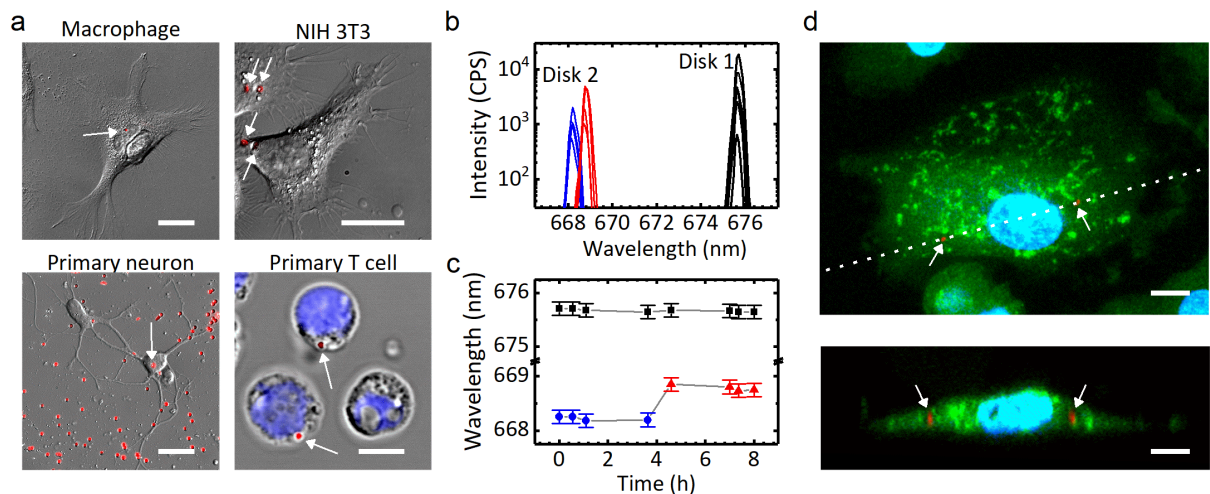 a
Macrophage
NIH 3T3
Primary neuron
Primary T cell
b
Intensity (CPS)
10⁴
10³
10²
Disk 2
Disk 1
668 670 672 674 676
Wavelength (nm)
c
Wavelength (nm)
676
675
669
668
0 2 4 6 8
Time (h)
d